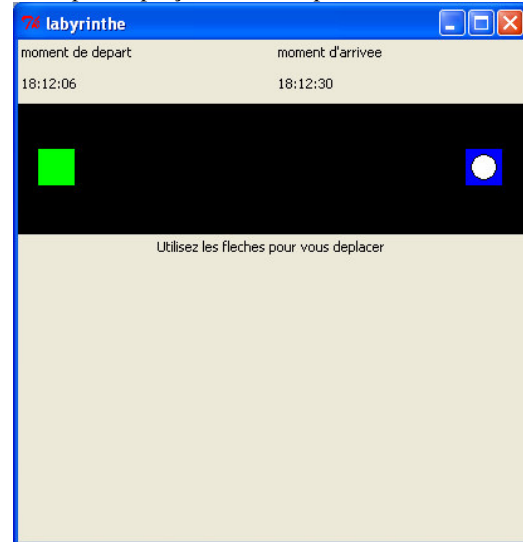 labyrinthe
moment de depart moment d'arrivee
18:12:06 18:12:30
Utilisez les fleches pour vous deplacer